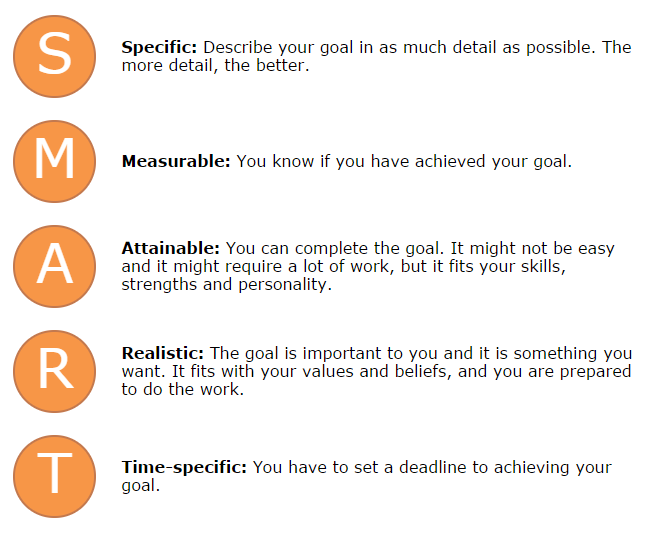 S
Specific: Describe your goal in as much detail as possible. The
more detail, the better.
M
Measurable: You know if you have achieved your goal.
A
Attainable: You can complete the goal. It might not be easy
and it might require a lot of work, but it fits your skills,
strengths and personality.
R
Realistic: The goal is important to you and it is something you
want. It fits with your values and beliefs, and you are prepared
to do the work.
T
Time-specific: You have to set a deadline to achieving your
goal.